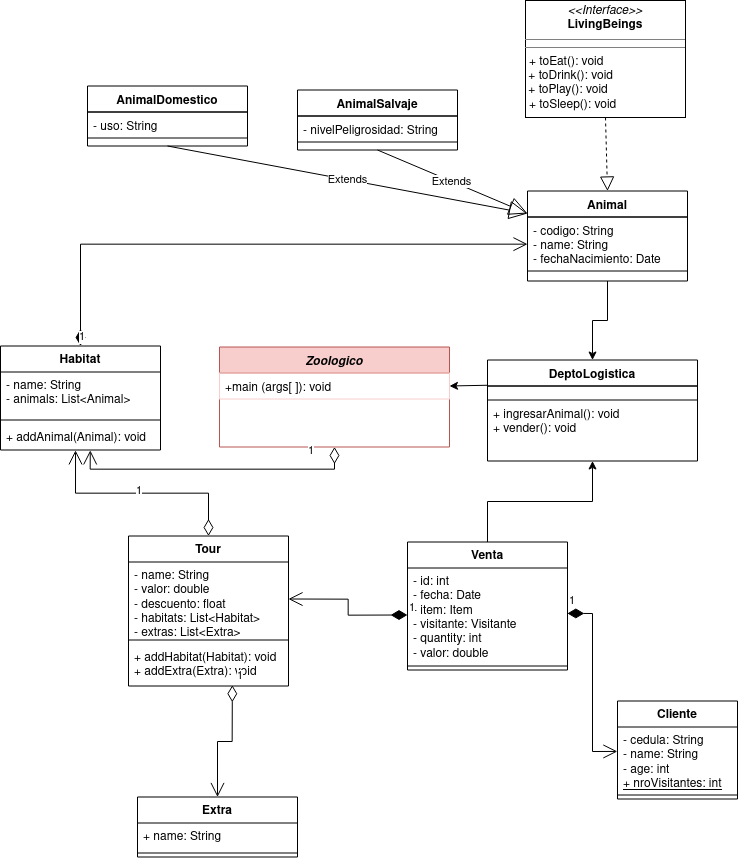 <<Interface>>
LivingBeings
+ toEat(): void
+ toDrink(): void
+ toPlay(): void
+ toSleep(): void
AnimalDomestico
- uso: String
AnimalSalvaje
- nivelPeligrosidad: String
Extends
Extends
Animal
- codigo: String
- name: String
- fechaNacimiento: Date
1
Habitat
- name: String
- animals: List<Animal>
+ addAnimal(Animal): void
Zoologico
+main (args[ ]): void
1
DeptoLogistica
+ ingresarAnimal(): void
+ vender(): void
1
Tour
- name: String
- valor: double
- descuento: float
- habitats: List<Habitat>
- extras: List<Extra>
+ addHabitat(Habitat): void
+ addExtra(Extra): void
1
Venta
- id: int
- fecha: Date
- item: Item
- visitante: Visitante
- quantity: int
- valor: double
1
1
Cliente
- cedula: String
- name: String
- age: int
+ nroVisitantes: int
Extra
+ name: String